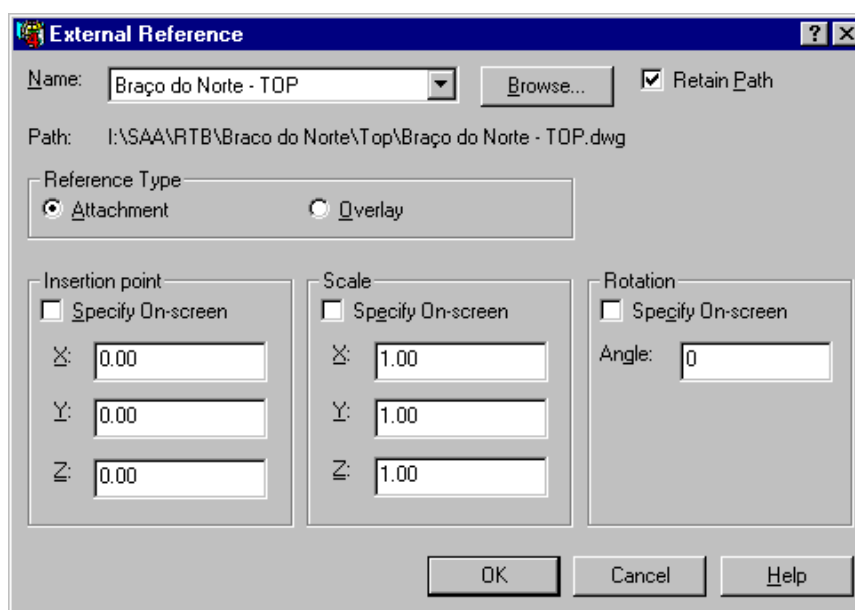 External Reference
Name: Braço do Norte - TOP Browse... Retain Path
Path: I:\SAA\RTB\Braco do Norte\Top\Braço do Norte - TOP.dwg
Reference Type
Attachment Overlay
Insertion point Scale Rotation
Specify On-screen Specify On-screen Specify On-screen
X: 0.00 X: 1.00 Angle: 0
Y: 0.00 Y: 1.00
Z: 0.00 Z: 1.00
OK Cancel Help